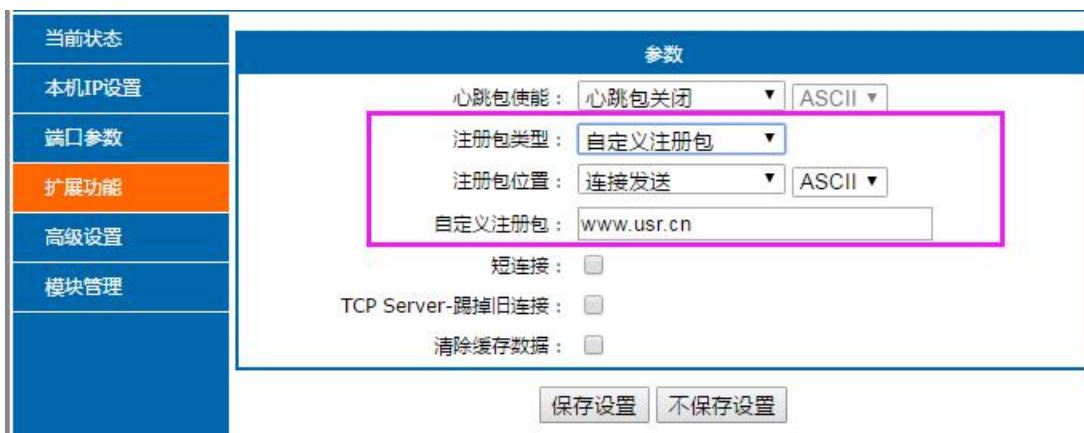 当前状态
本机IP设置
端口参数
扩展功能
高级设置
模块管理
参数
心跳包使能： 心跳包关闭 ASCII
注册包类型： 自定义注册包
注册包位置： 连接发送 ASCII
自定义注册包： www.usr.cn
短连接：
TCP Server-踢掉旧连接：
清除缓存数据：
保存设置 不保存设置